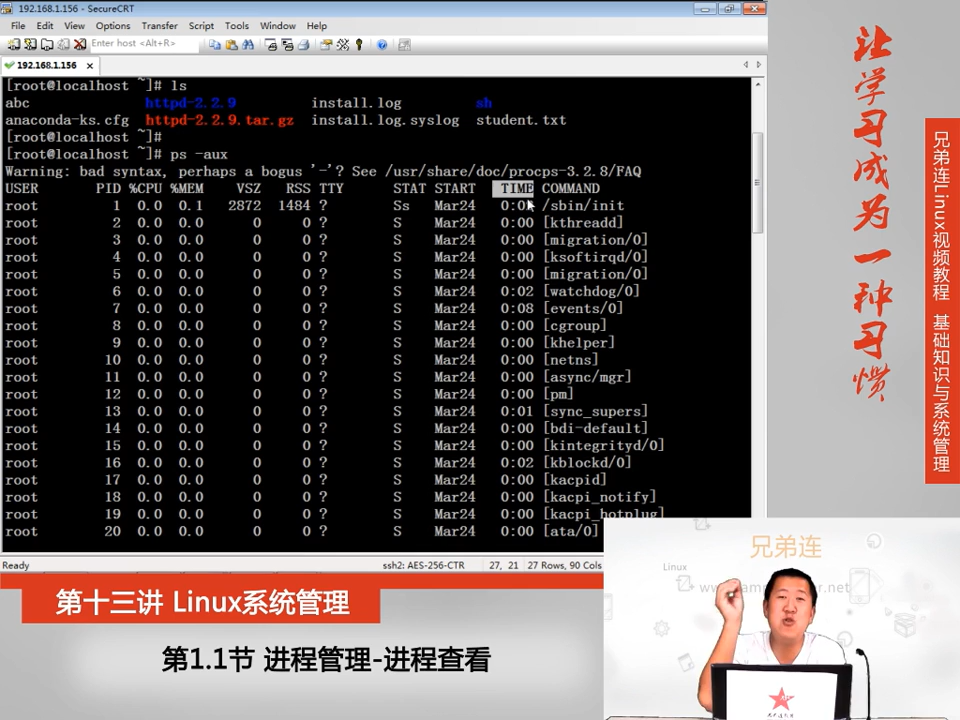 192.168.1.156 - SecureCRT
File Edit View Options Transfer Script Tools Window Help
Enter host <Alt+R>
192.168.1.156
[root@localhost ~]# ls
abc httpd-2.2.9 install.log sh
anaconda-ks.cfg httpd-2.2.9.tar.gz install.log.syslog student.txt
[root@localhost ~]#
[root@localhost ~]# ps -aux
Warning: bad syntax, perhaps a bogus '-'? See /usr/share/doc/procps-3.2.8/FAQ
USER PID %CPU %MEM VSZ RSS TTY STAT START TIME COMMAND
root 1 0.0 0.1 2872 1484 ? Ss Mar24 /sbin/init
root 2 0.0 0.0 0 0 ? S Mar24 0:00 [kthreadd]
root 3 0.0 0.0 0 0 ? S Mar24 0:00 [migration/0]
root 4 0.0 0.0 0 0 ? S Mar24 0:00 [ksoftirqd/0]
root 5 0.0 0.0 0 0 ? S Mar24 0:00 [migration/0]
root 6 0.0 0.0 0 0 ? S Mar24 0:02 [watchdog/0]
root 7 0.0 0.0 0 0 ? S Mar24 0:08 [events/0]
root 8 0.0 0.0 0 0 ? S Mar24 0:00 [cgroup]
root 9 0.0 0.0 0 0 ? S Mar24 0:00 [khelper]
root 10 0.0 0.0 0 0 ? S Mar24 0:00 [netns]
root 11 0.0 0.0 0 0 ? S Mar24 0:00 [async/mgr]
root 12 0.0 0.0 0 0 ? S Mar24 0:00 [pm]
root 13 0.0 0.0 0 0 ? S Mar24 0:01 [sync_supers]
root 14 0.0 0.0 0 0 ? S Mar24 0:00 [bdi-default]
root 15 0.0 0.0 0 0 ? S Mar24 0:00 [kintegrityd/0]
root 16 0.0 0.0 0 0 ? S Mar24 0:02 [kblockd/0]
root 17 0.0 0.0 0 0 ? S Mar24 0:00 [kacpid]
root 18 0.0 0.0 0 0 ? S Mar24 0:00 [kacpi_notify]
root 19 0.0 0.0 0 0 ? S Mar24 0:00 [kacpi_hotplug]
root 20 0.0 0.0 0 0 ? S Mar24 0:00 [ata/0]
Ready ssh2: AES-256-CTR 27, 21 27 Rows, 90 Cols
让学习成为一种习惯
兄弟连Linux视频教程 基础知识与系统管理
第十三讲 Linux系统管理
第1.1节 进程管理-进程查看
兄弟连
Linux